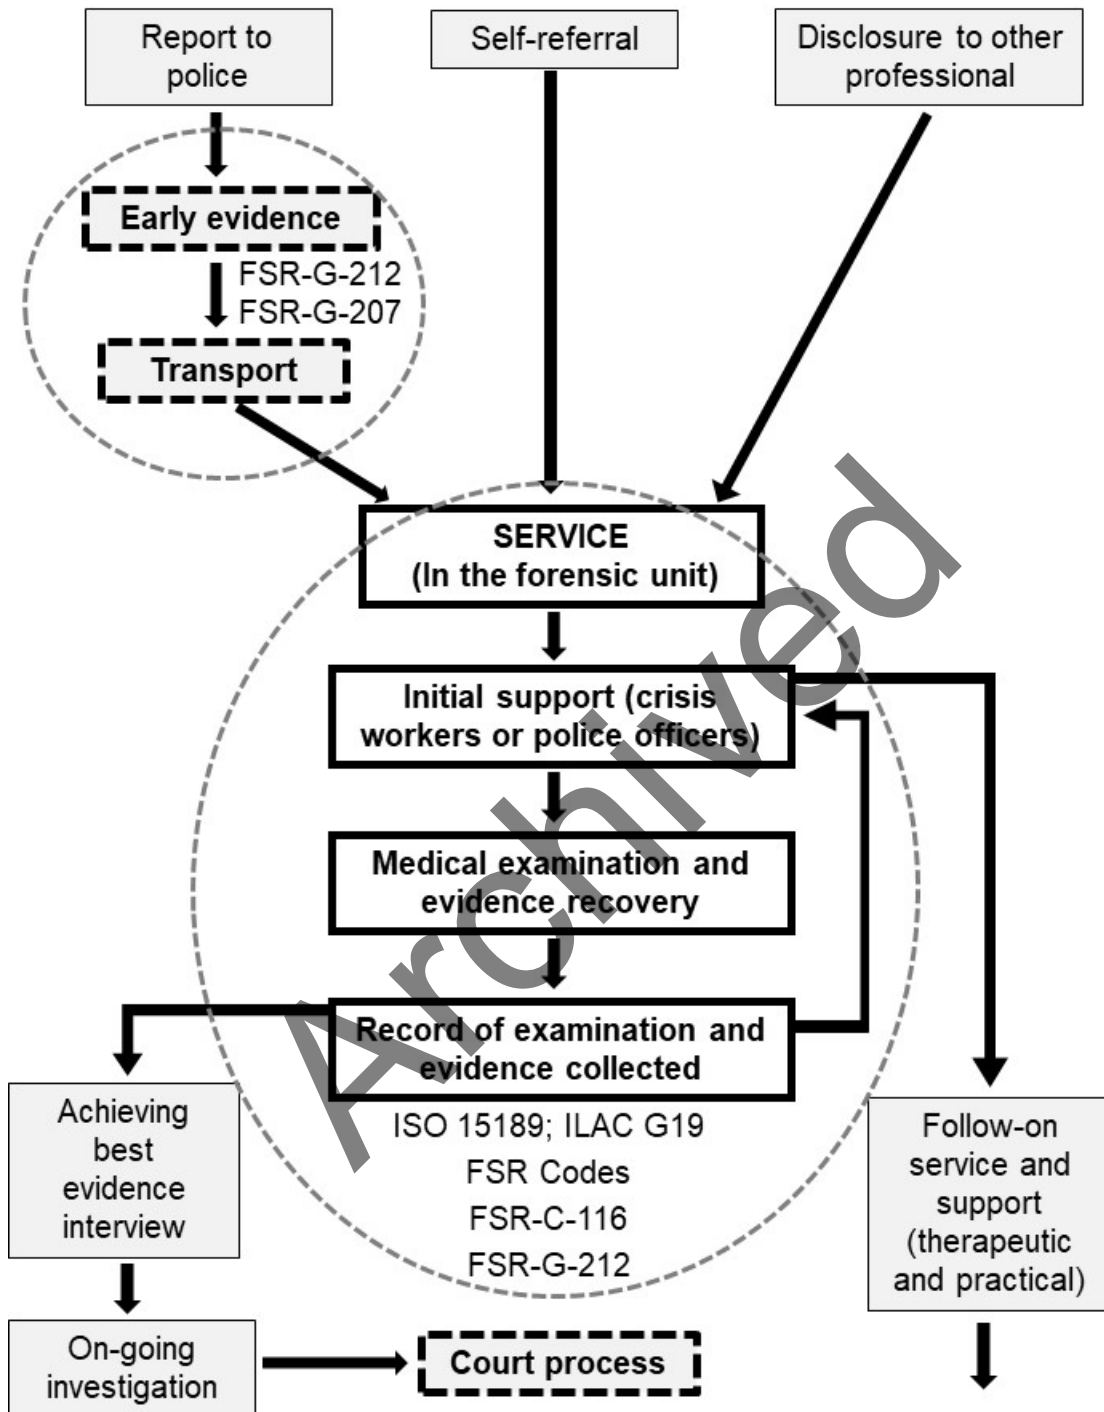 Report to
police
Self-referral
Disclosure to other
professional
Early evidence
FSR-G-212
FSR-G-207
Transport
SERVICE
(In the forensic unit)
Initial support (crisis
workers or police officers)
Medical examination and
evidence recovery
Record of examination and
evidence collected
ISO 15189; ILAC G19
FSR Codes
FSR-C-116
FSR-G-212
Achieving
best
evidence
interview
Follow-on
service and
support
(therapeutic
and practical)
On-going
investigation
Court process
Archived